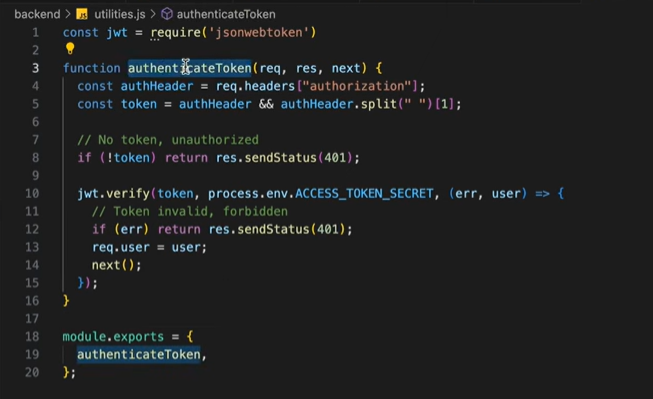 backend > JS utilities.js > authenticateToken
1 const jwt = require('jsonwebtoken')
2
3 function authenticateToken(req, res, next) {
4   const authHeader = req.headers["authorization"];
5   const token = authHeader && authHeader.split(" ")[1];
6
7   // No token, unauthorized
8   if (!token) return res.sendStatus(401);
9
10   jwt.verify(token, process.env.ACCESS_TOKEN_SECRET, (err, user) => {
11     // Token invalid, forbidden
12     if (err) return res.sendStatus(401);
13     req.user = user;
14     next();
15   });
16 }
17
18 module.exports = {
19   authenticateToken,
20 };